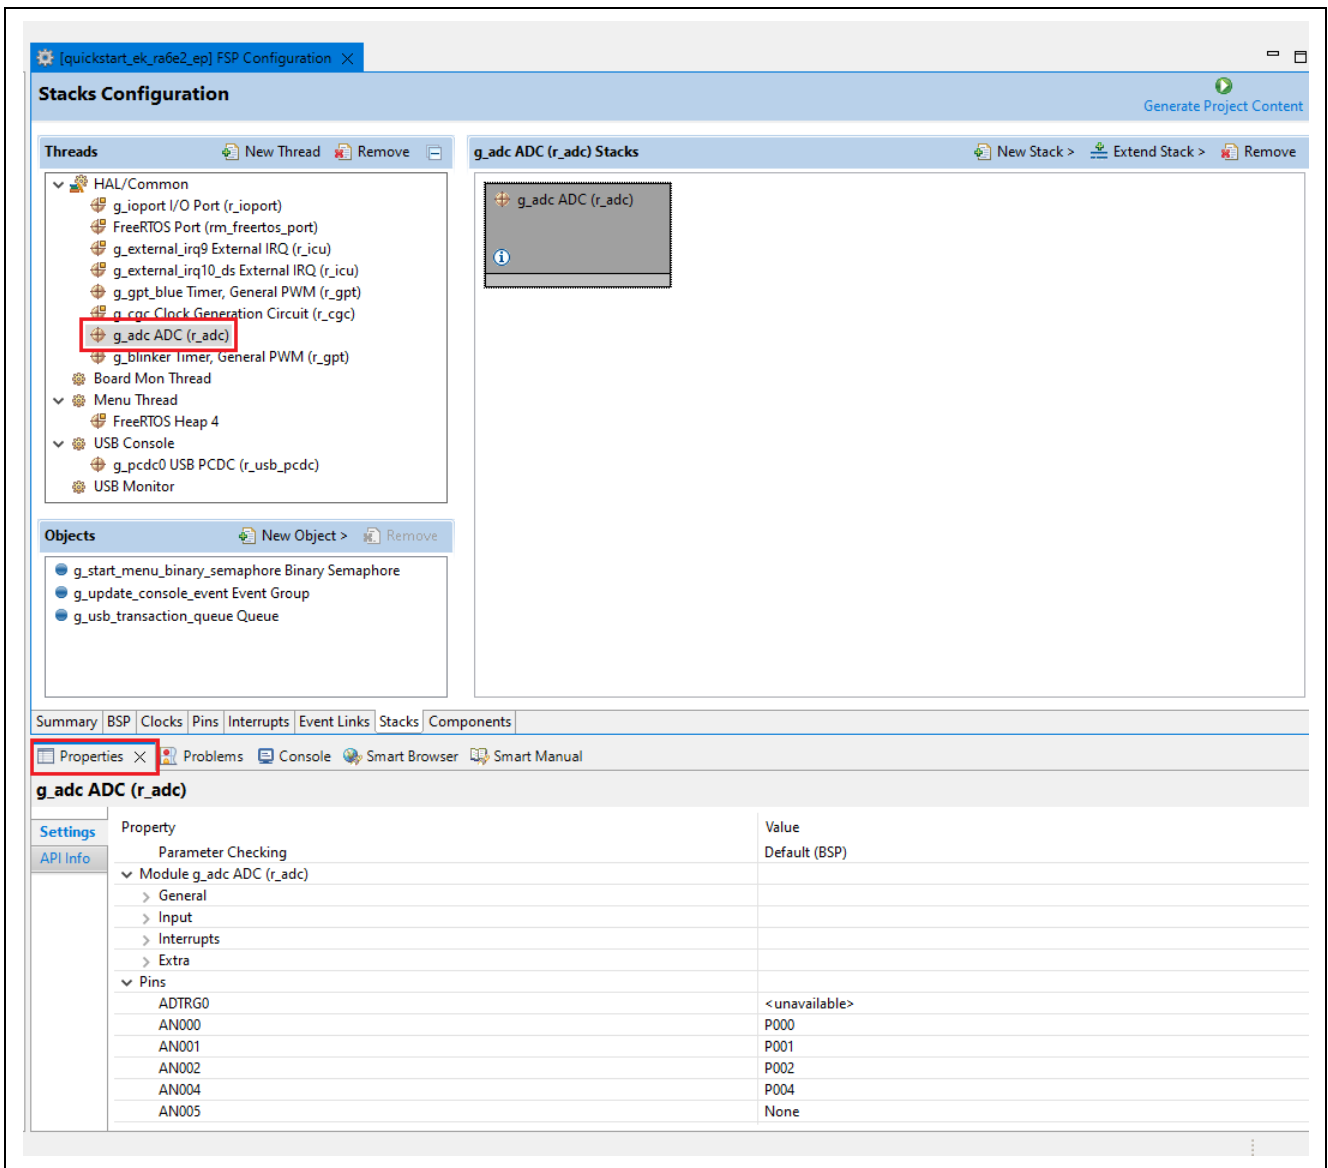 [quickstart_ek_ra6e2_ep] FSP Configuration
Stacks Configuration
Generate Project Content
Threads New Thread Remove
HAL/Common
g_ioport I/O Port (r_ioport)
FreeRTOS Port (rm_freertos_port)
g_external_irq9 External IRQ (r_icu)
g_external_irq10_ds External IRQ (r_icu)
g_gpt_blue Timer, General PWM (r_gpt)
g_cgc Clock Generation Circuit (r_cgc)
g_adc ADC (r_adc)
g_blinker Timer, General PWM (r_gpt)
Board Mon Thread
Menu Thread
FreeRTOS Heap 4
USB Console
g_pcdc0 USB PCDC (r_usb_pcdc)
USB Monitor
g_adc ADC (r_adc) Stacks New Stack > Extend Stack > Remove
g_adc ADC (r_adc)
Objects New Object > Remove
g_start_menu_binary_semaphore Binary Semaphore
g_update_console_event Event Group
g_usb_transaction_queue Queue
Summary BSP Clocks Pins Interrupts Event Links Stacks Components
Properties Problems Console Smart Browser Smart Manual
g_adc ADC (r_adc)
Settings
API Info
Property Value
Parameter Checking Default (BSP)
Module g_adc ADC (r_adc)
General
Input
Interrupts
Extra
Pins
ADTRG0 <unavailable>
AN000 P000
AN001 P001
AN002 P002
AN004 P004
AN005 None